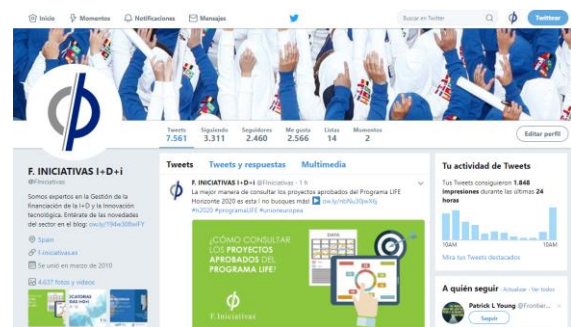 Inicio Momentos Notificaciones Mensajes Buscar en Twitter Twittear
Tweets Siguiendo Seguidores Me gusta Listas Momentos
7.561 3.311 2.460 2.566 14 2
Editar perfil
F. INICIATIVAS I+D+i
@FIniciativas
Somos expertos en la Gestión de la
financiación de la I+D y la Innovación
tecnológica. Entérate de las novedades
del sector en el blog:
Spain
f-iniciativas.es
Se unió en marzo de 2010
4.637 fotos y vídeos
Tweets Tweets y respuestas Multimedia
F. INICIATIVAS I+D+i @FIniciativas · 1 h
La mejor manera de consultar los proyectos aprobados del Programa LIFE
Horizonte 2020 es esta ¡ no busques más!
#h2020 #programaLIFE #unioneuropea
¿CÓMO CONSULTAR
LOS PROYECTOS
APROBADOS DEL
PROGRAMA LIFE?
F.Iniciativas
Tu actividad de Tweets
Tus Tweets consiguieron 1.848
impresiones durante las últimas 24
horas
10AM 10AM
Mira tus Tweets destacados
A quién seguir · Actualizar · Ver todos
Patrick L Young @Frontier...
Seguir